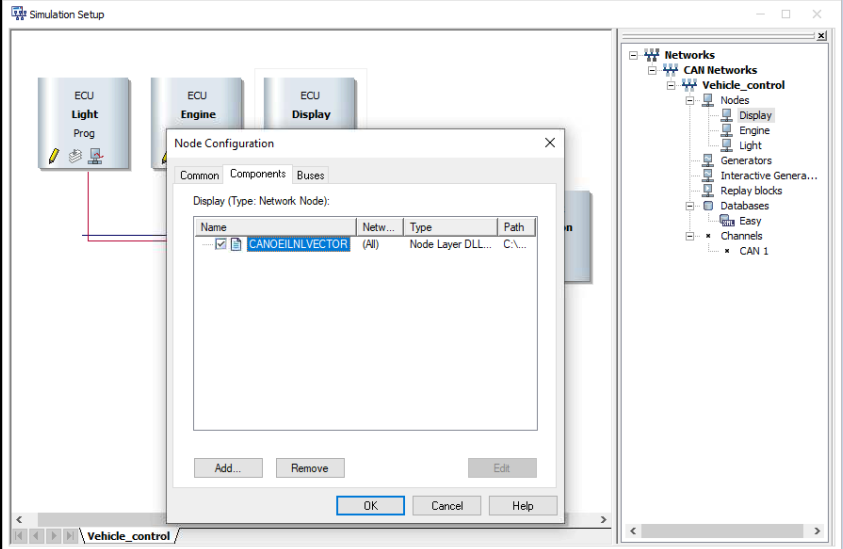 Simulation Setup
ECU
Light
Prog
ECU
Engine
ECU
Display
Node Configuration
Common
Components
Buses
Display (Type: Network Node):
Name
Netw...
Type
Path
CANOEILNLVECTOR
(All)
Node Layer DLL...
C:\...
Add...
Remove
Edit
OK
Cancel
Help
Vehicle_control
Networks
CAN Networks
Vehicle_control
Nodes
Display
Engine
Light
Generators
Interactive Genera...
Replay blocks
Databases
Easy
Channels
CAN 1